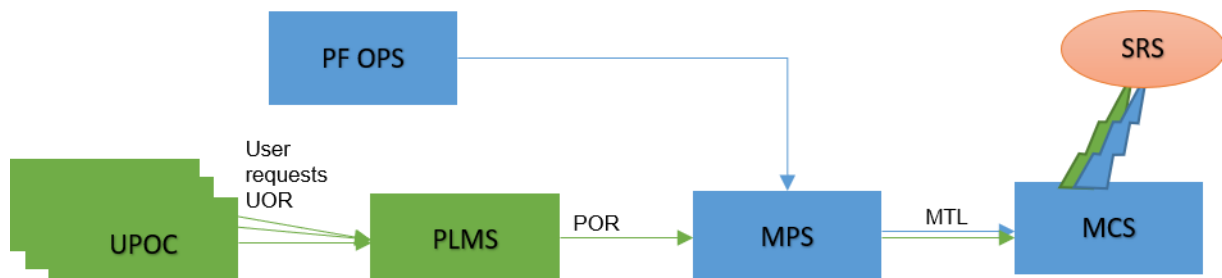 PF OPS
SRS
User
requests
UOR
UPOC
PLMS
POR
MPS
MTL
MCS